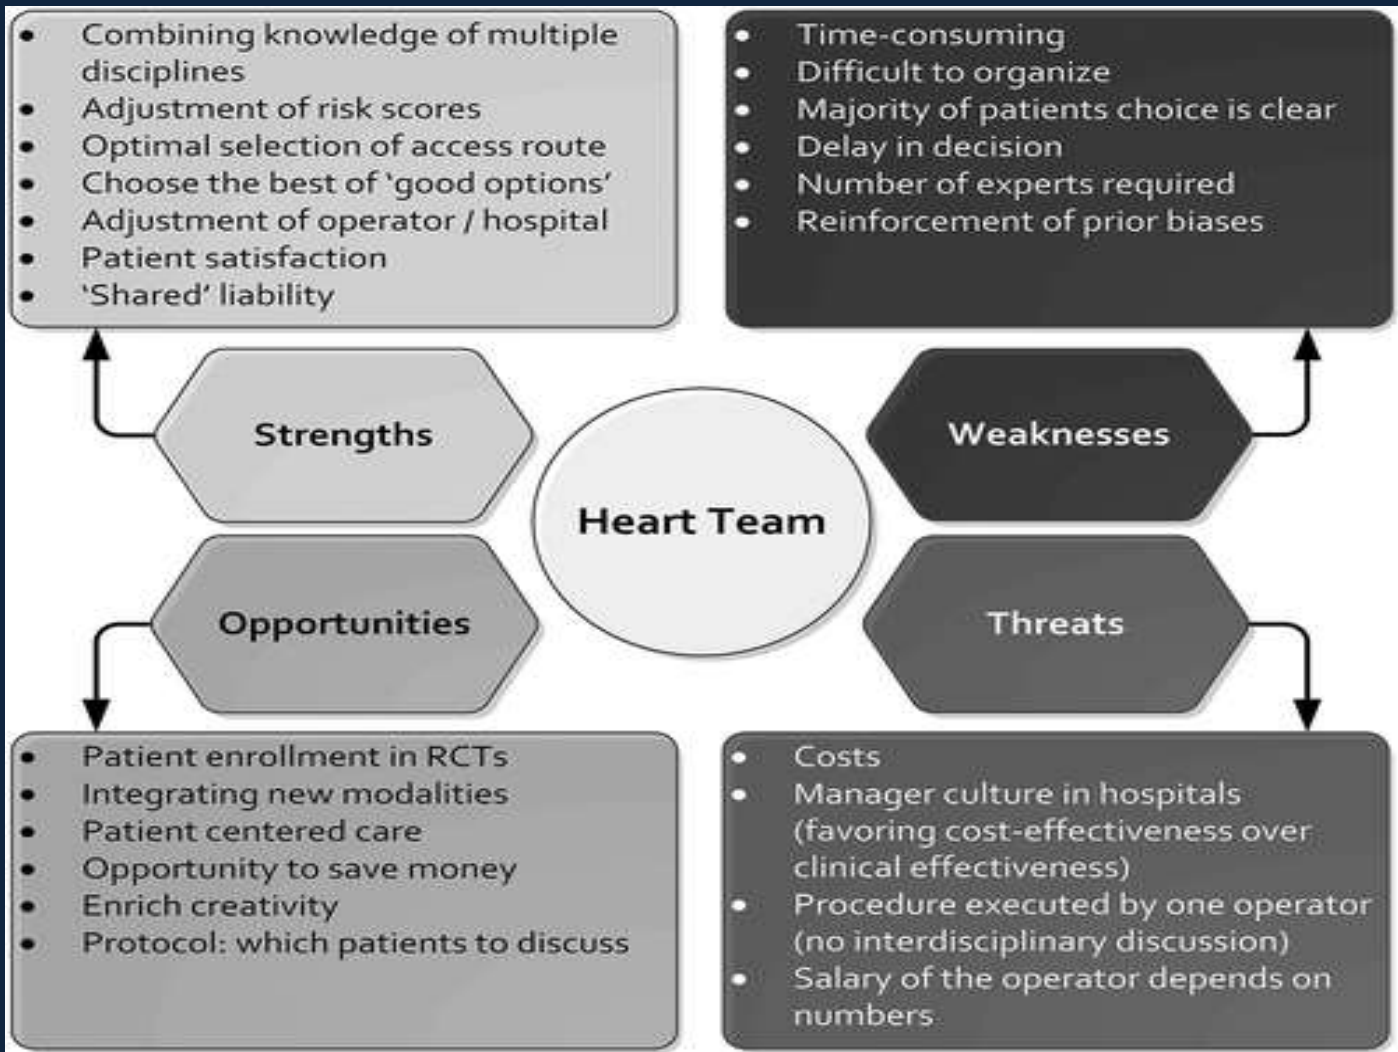 • Combining knowledge of multiple
disciplines
• Adjustment of risk scores
• Optimal selection of access route
• Choose the best of ‘good options’
• Adjustment of operator / hospital
• Patient satisfaction
• ‘Shared’ liability
• Time-consuming
• Difficult to organize
• Majority of patients choice is clear
• Delay in decision
• Number of experts required
• Reinforcement of prior biases
Strengths
Weaknesses
Heart Team
Opportunities
Threats
• Patient enrollment in RCTs
• Integrating new modalities
• Patient centered care
• Opportunity to save money
• Enrich creativity
• Protocol: which patients to discuss
• Costs
• Manager culture in hospitals
(favoring cost-effectiveness over
clinical effectiveness)
• Procedure executed by one operator
(no interdisciplinary discussion)
• Salary of the operator depends on
numbers